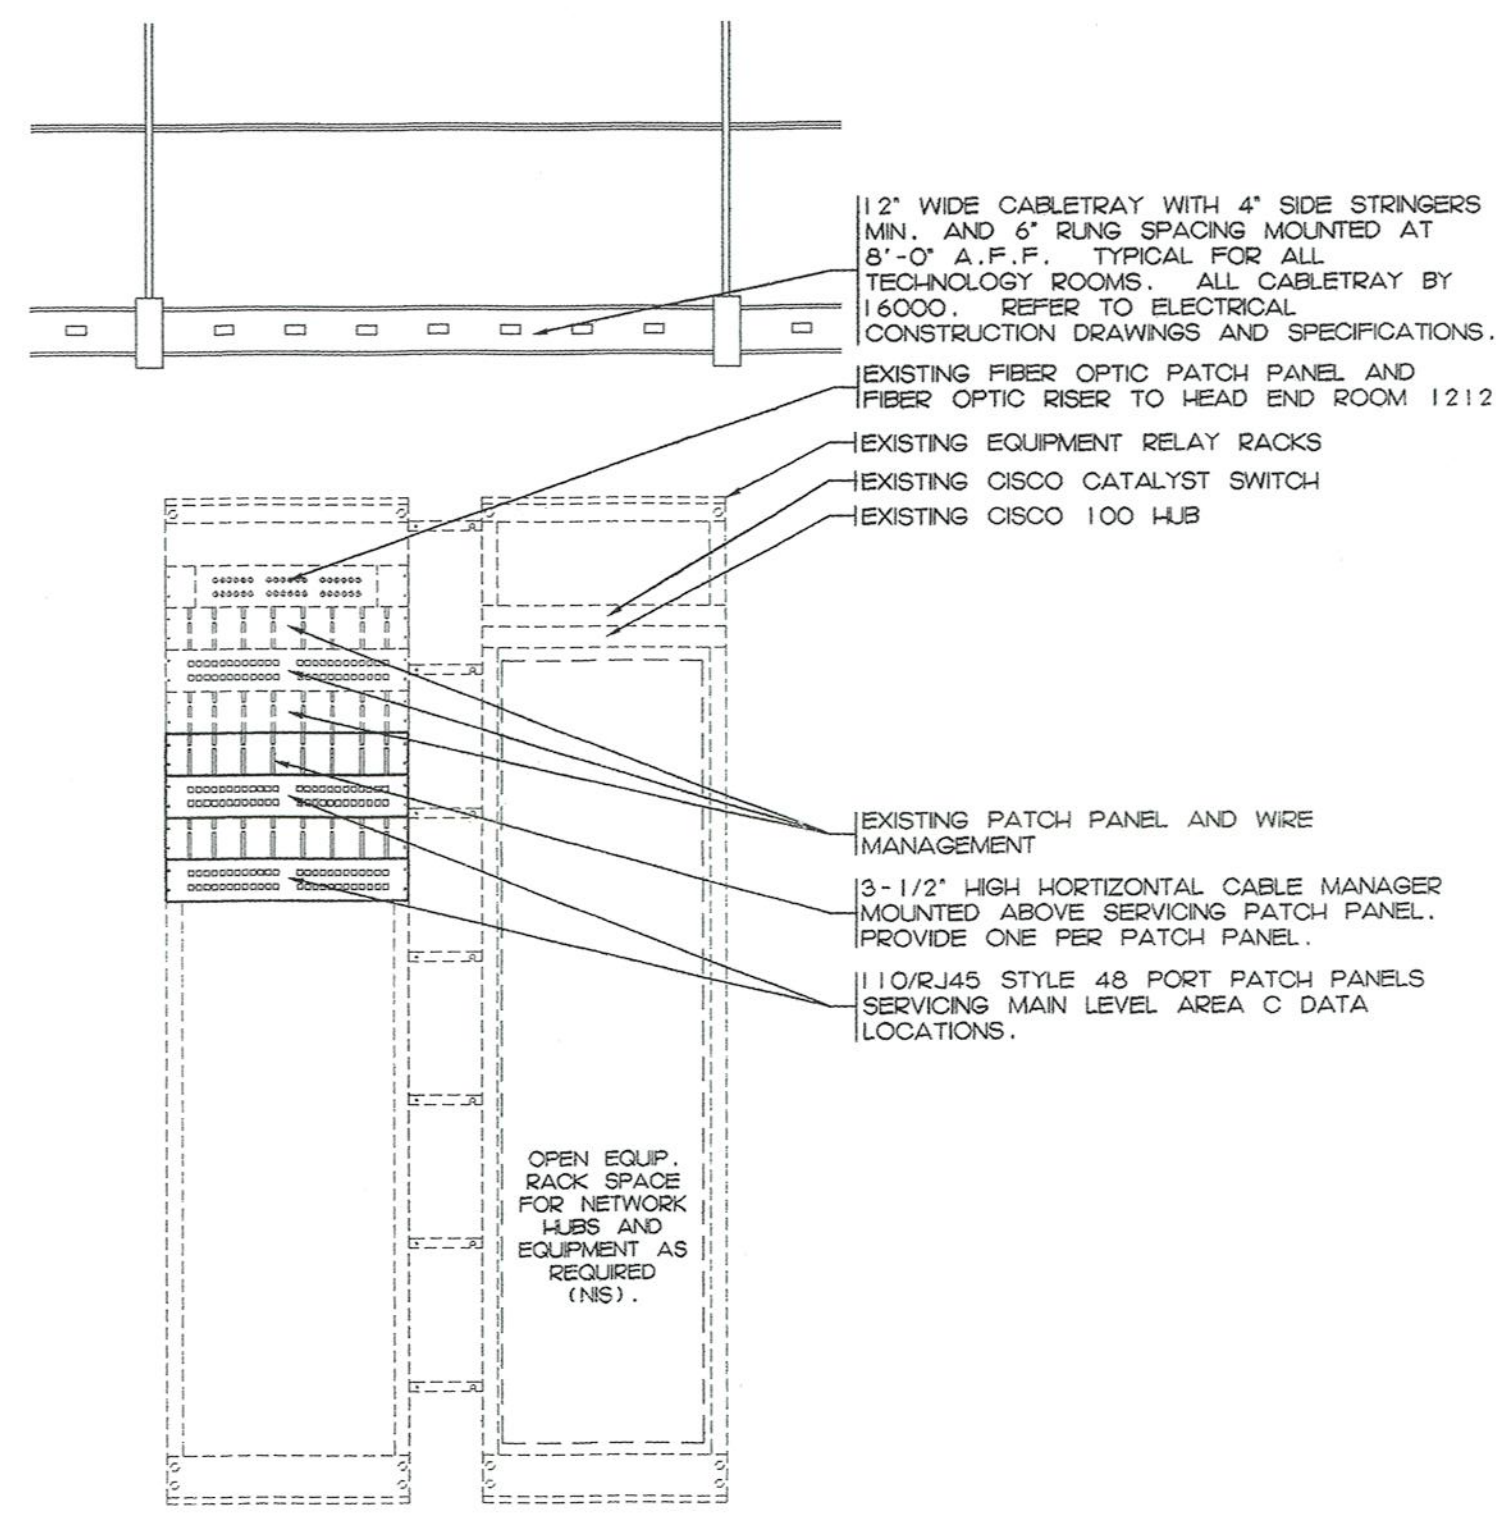 12" WIDE CABLETRAY WITH 4" SIDE STRINGERS
MIN. AND 6" RUNG SPACING MOUNTED AT
8'-0" A.F.F. TYPICAL FOR ALL
TECHNOLOGY ROOMS. ALL CABLETRAY BY
16000. REFER TO ELECTRICAL
CONSTRUCTION DRAWINGS AND SPECIFICATIONS.
EXISTING FIBER OPTIC PATCH PANEL AND
FIBER OPTIC RISER TO HEAD END ROOM 1212
EXISTING EQUIPMENT RELAY RACKS
EXISTING CISCO CATALYST SWITCH
EXISTING CISCO 100 HUB
EXISTING PATCH PANEL AND WIRE
MANAGEMENT
3-1/2" HIGH HORTIZONTAL CABLE MANAGER
MOUNTED ABOVE SERVICING PATCH PANEL.
PROVIDE ONE PER PATCH PANEL.
110/RJ45 STYLE 48 PORT PATCH PANELS
SERVICING MAIN LEVEL AREA C DATA
LOCATIONS.
OPEN EQUIP.
RACK SPACE
FOR NETWORK
HUBS AND
EQUIPMENT AS
REQUIRED
(NIS).